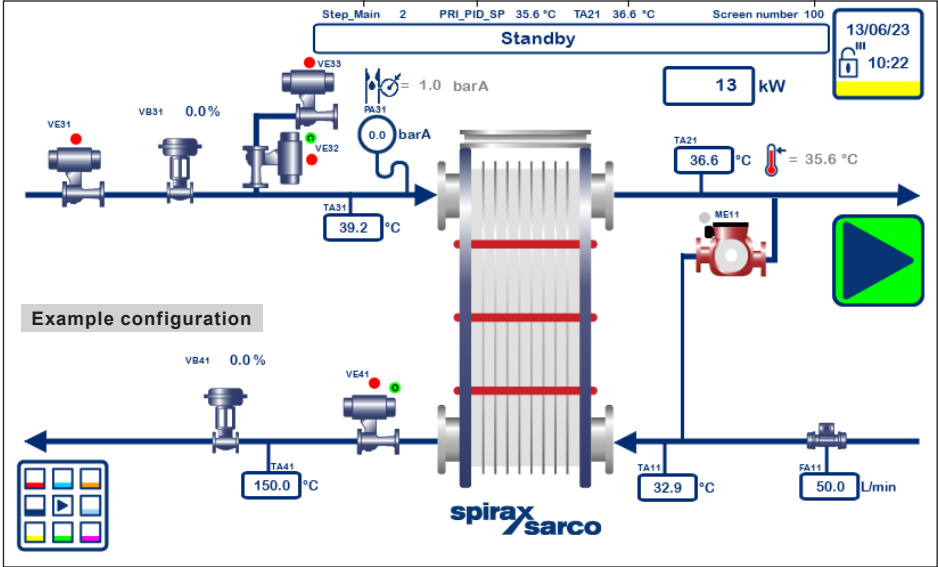 Step_Main 2 PRI_PID_SP 35.6 °C TA21 36.6 °C Screen number 100
Standby
13/06/23
10:22
13 kW
VE33
= 1.0 barA
PA31
0.0 barA
VB31 0.0 %
VE31
VE32
TA21
36.6 °C
= 35.6 °C
TA31
39.2 °C
ME11
Example configuration
VB41 0.0 %
VE41
TA41
150.0 °C
TA11
32.9 °C
FA11
50.0 L/min
spirax
sarco